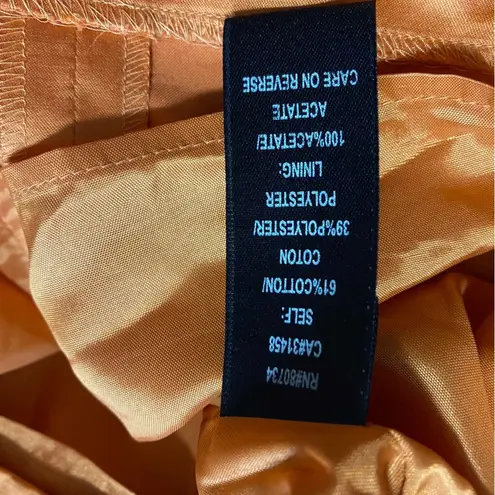 RN#80734
CA#31458
SELF:
61%COTTON/
COTON
39%POLYESTER/
POLYESTER
LINING:
100%ACETATE/
ACETATE
CARE ON REVERSE